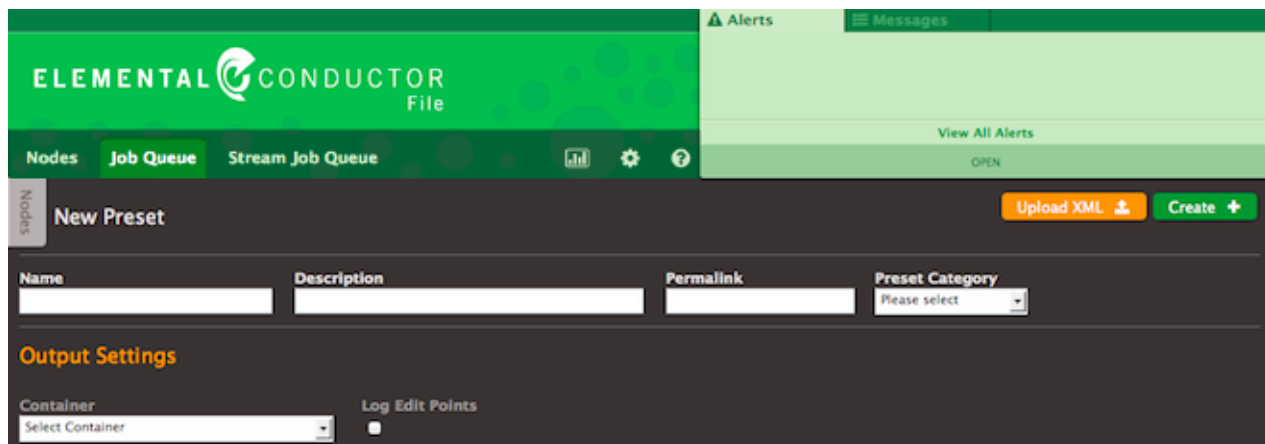 Alerts
Messages
ELEMENTAL CONDUCTOR
File
View All Alerts
OPEN
Nodes
Job Queue
Stream Job Queue
Nodes
New Preset
Upload XML
Create
Name
Description
Permalink
Preset Category
Please select
Output Settings
Container
Log Edit Points
Select Container